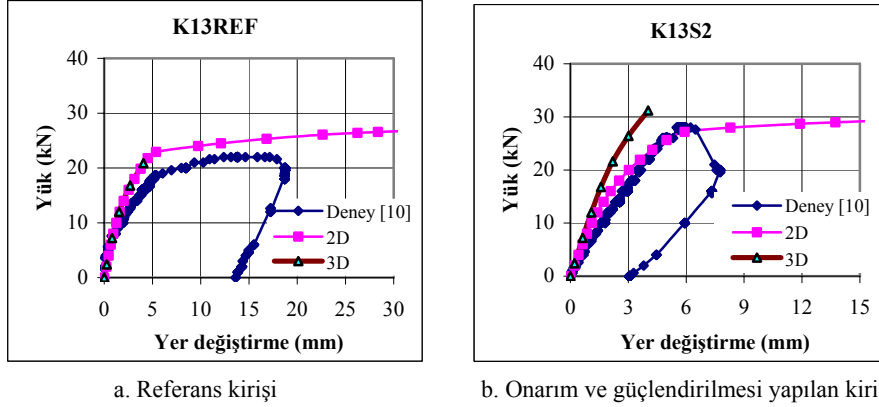 K13REF
40
30
20
10
0
Yük (kN)
0 5 10 15 20 25 30
Yer değiştirme (mm)
Deney [10]
2D
3D
a. Referans kirişi
K13S2
40
30
20
10
0
Yük (kN)
0 3 6 9 12 15
Yer değiştirme (mm)
Deney [10]
2D
3D
b. Onarım ve güçlendirilmesi yapılan kiri